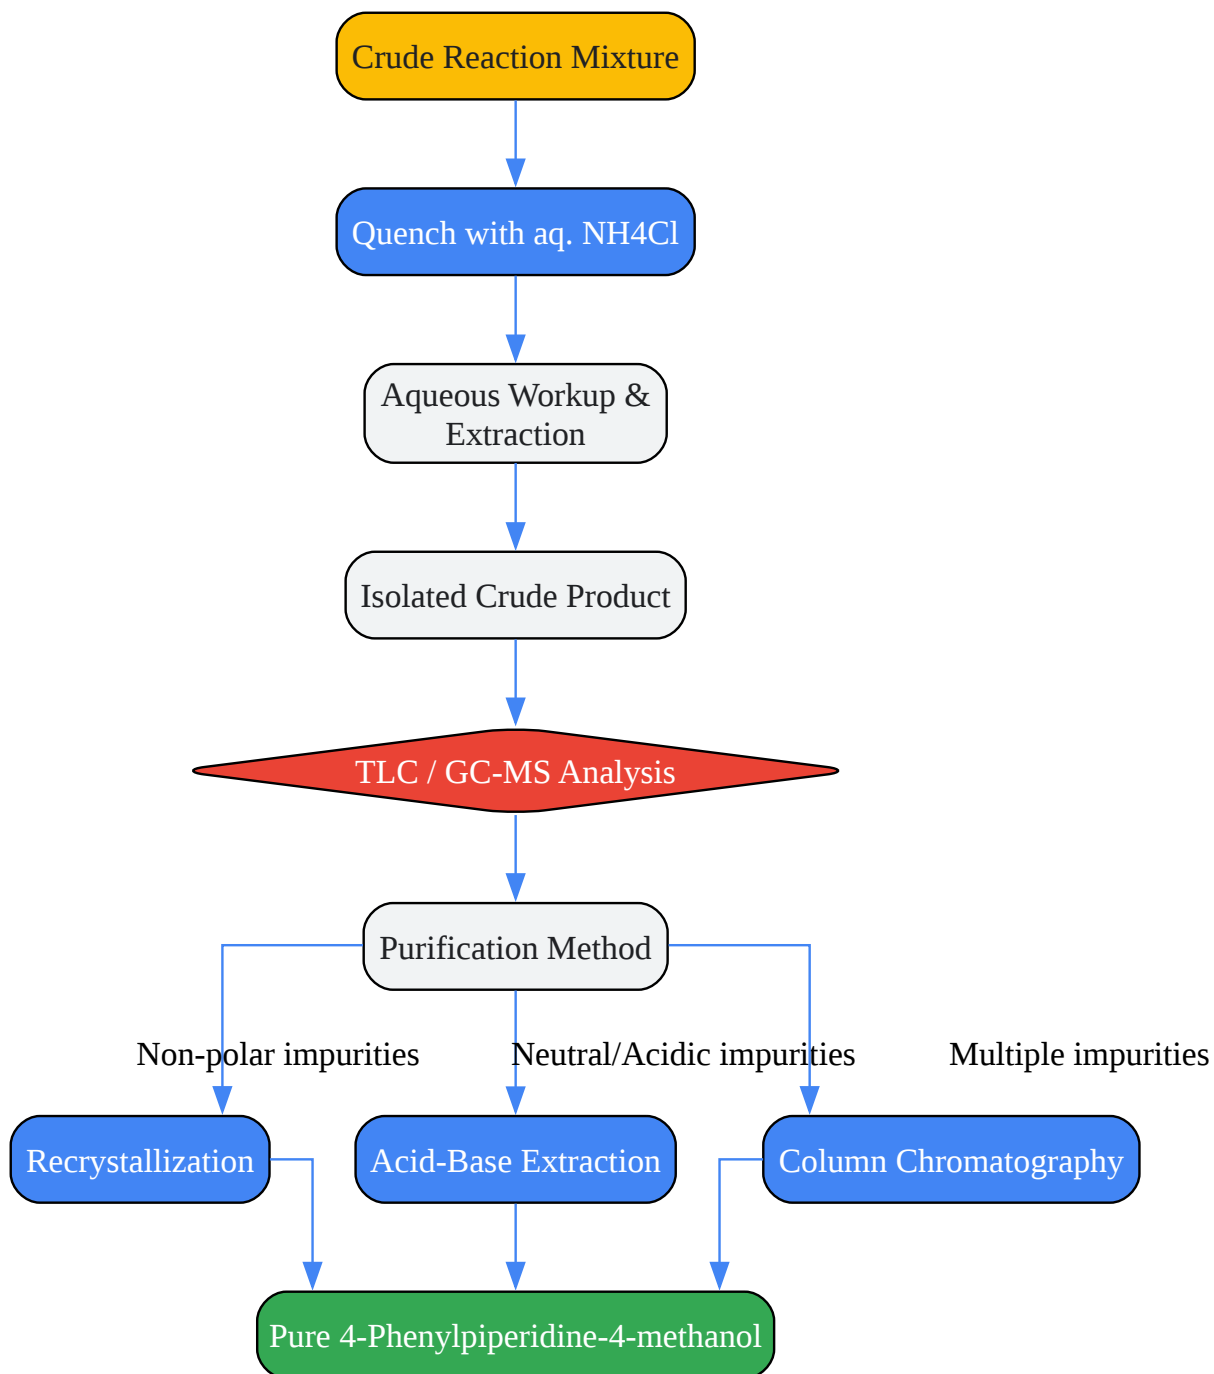 Crude Reaction Mixture
Quench with aq. NH4Cl
Aqueous Workup &
Extraction
Isolated Crude Product
TLC / GC-MS Analysis
Purification Method
Non-polar impurities
Neutral/Acidic impurities
Multiple impurities
Recrystallization
Acid-Base Extraction
Column Chromatography
Pure 4-Phenylpiperidine-4-methanol